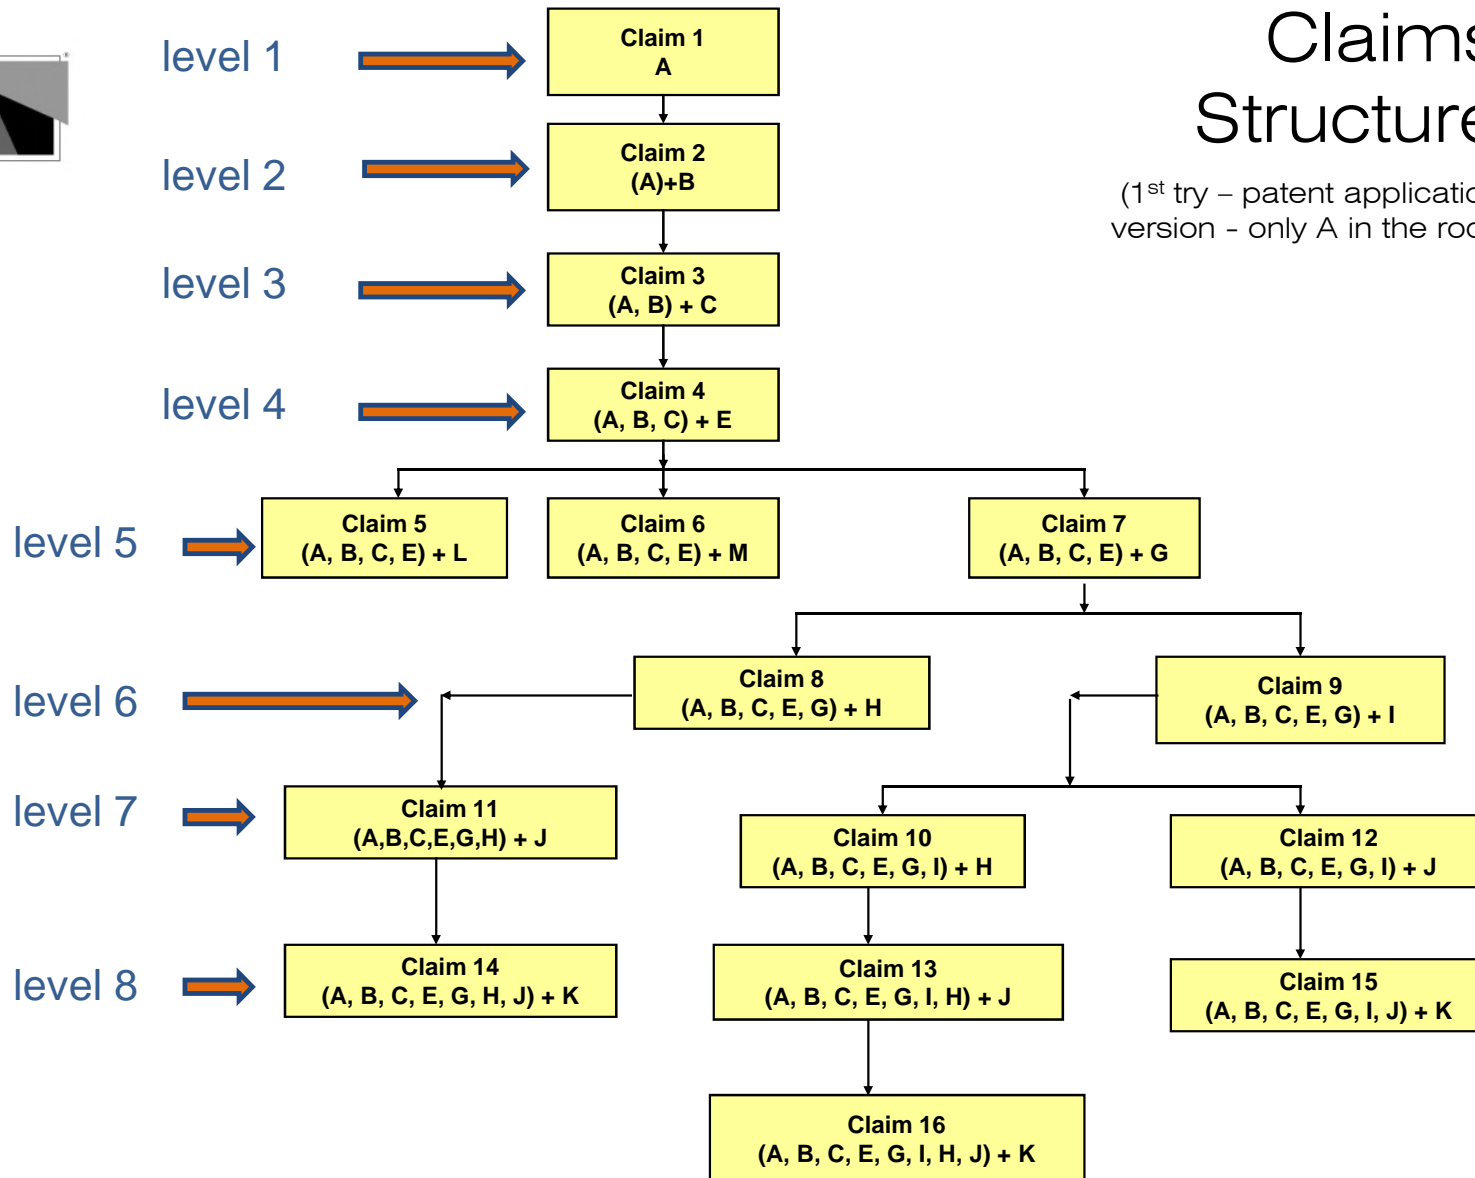 Claims
Structure
(1st try – patent applicatio
version - only A in the roo
level 1
Claim 1
A
level 2
Claim 2
(A)+B
level 3
Claim 3
(A, B) + C
level 4
Claim 4
(A, B, C) + E
level 5
Claim 5
(A, B, C, E) + L
Claim 6
(A, B, C, E) + M
Claim 7
(A, B, C, E) + G
level 6
Claim 8
(A, B, C, E, G) + H
Claim 9
(A, B, C, E, G) + I
level 7
Claim 11
(A,B,C,E,G,H) + J
Claim 10
(A, B, C, E, G, I) + H
Claim 12
(A, B, C, E, G, I) + J
level 8
Claim 14
(A, B, C, E, G, H, J) + K
Claim 13
(A, B, C, E, G, I, H) + J
Claim 15
(A, B, C, E, G, I, J) + K
Claim 16
(A, B, C, E, G, I, H, J) + K